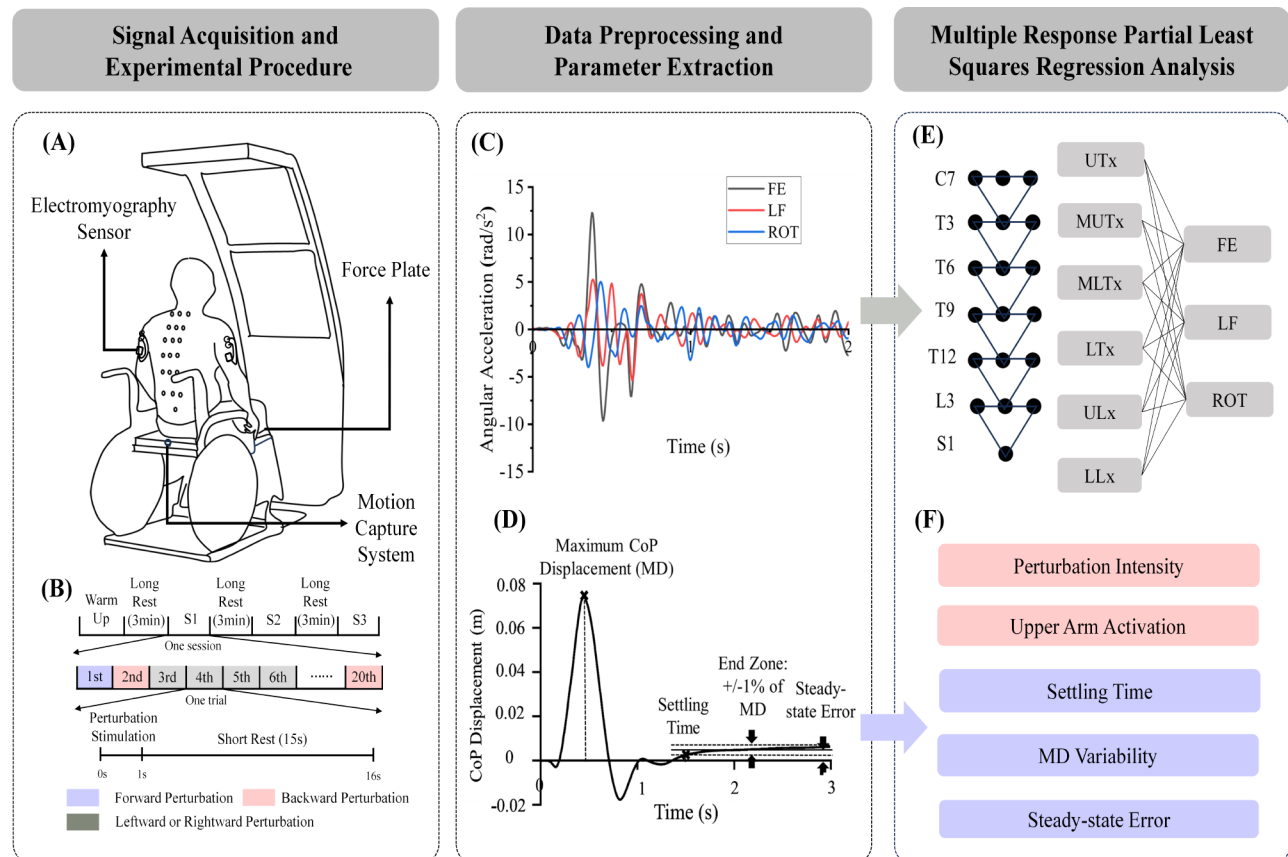 Signal Acquisition and
Experimental Procedure
Data Preprocessing and
Parameter Extraction
Multiple Response Partial Least
Squares Regression Analysis
(A)
Electromyography
Sensor
Force Plate
Motion
Capture
System
(B)
Warm
Up
Long
Rest
(3min)
S1
Long
Rest
(3min)
S2
Long
Rest
(3min)
S3
One session
1st 2nd 3rd 4th 5th 6th ...... 20th
One trial
Perturbation
Stimulation
Short Rest (15s)
0s 1s 16s
Forward Perturbation
Backward Perturbation
Leftward or Rightward Perturbation
(C)
FE
LF
ROT
Angular Acceleration (rad/s²)
15
10
5
0
-5
-10
-15
0 1 2
Time (s)
(D)
Maximum CoP
Displacement (MD)
CoP Displacement (m)
0.08
0.06
0.04
0.02
0
-0.02
Settling
Time
End Zone:
+/-1% of
MD
Steady-
state Error
0 1 2 3
Time (s)
(E)
C7
T3
T6
T9
T12
L3
S1
UTx
MUTx
MLTx
LTx
ULx
LLx
FE
LF
ROT
(F)
Perturbation Intensity
Upper Arm Activation
Settling Time
MD Variability
Steady-state Error